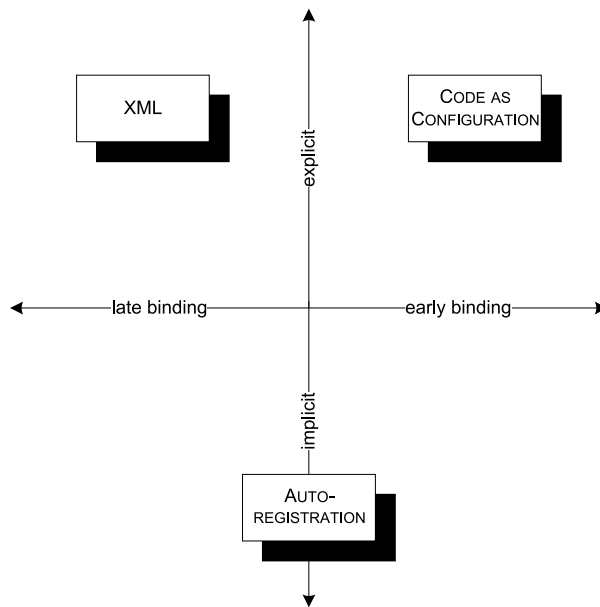 XML
CODE AS
CONFIGURATION
explicit
late binding
early binding
implicit
AUTO-
REGISTRATION